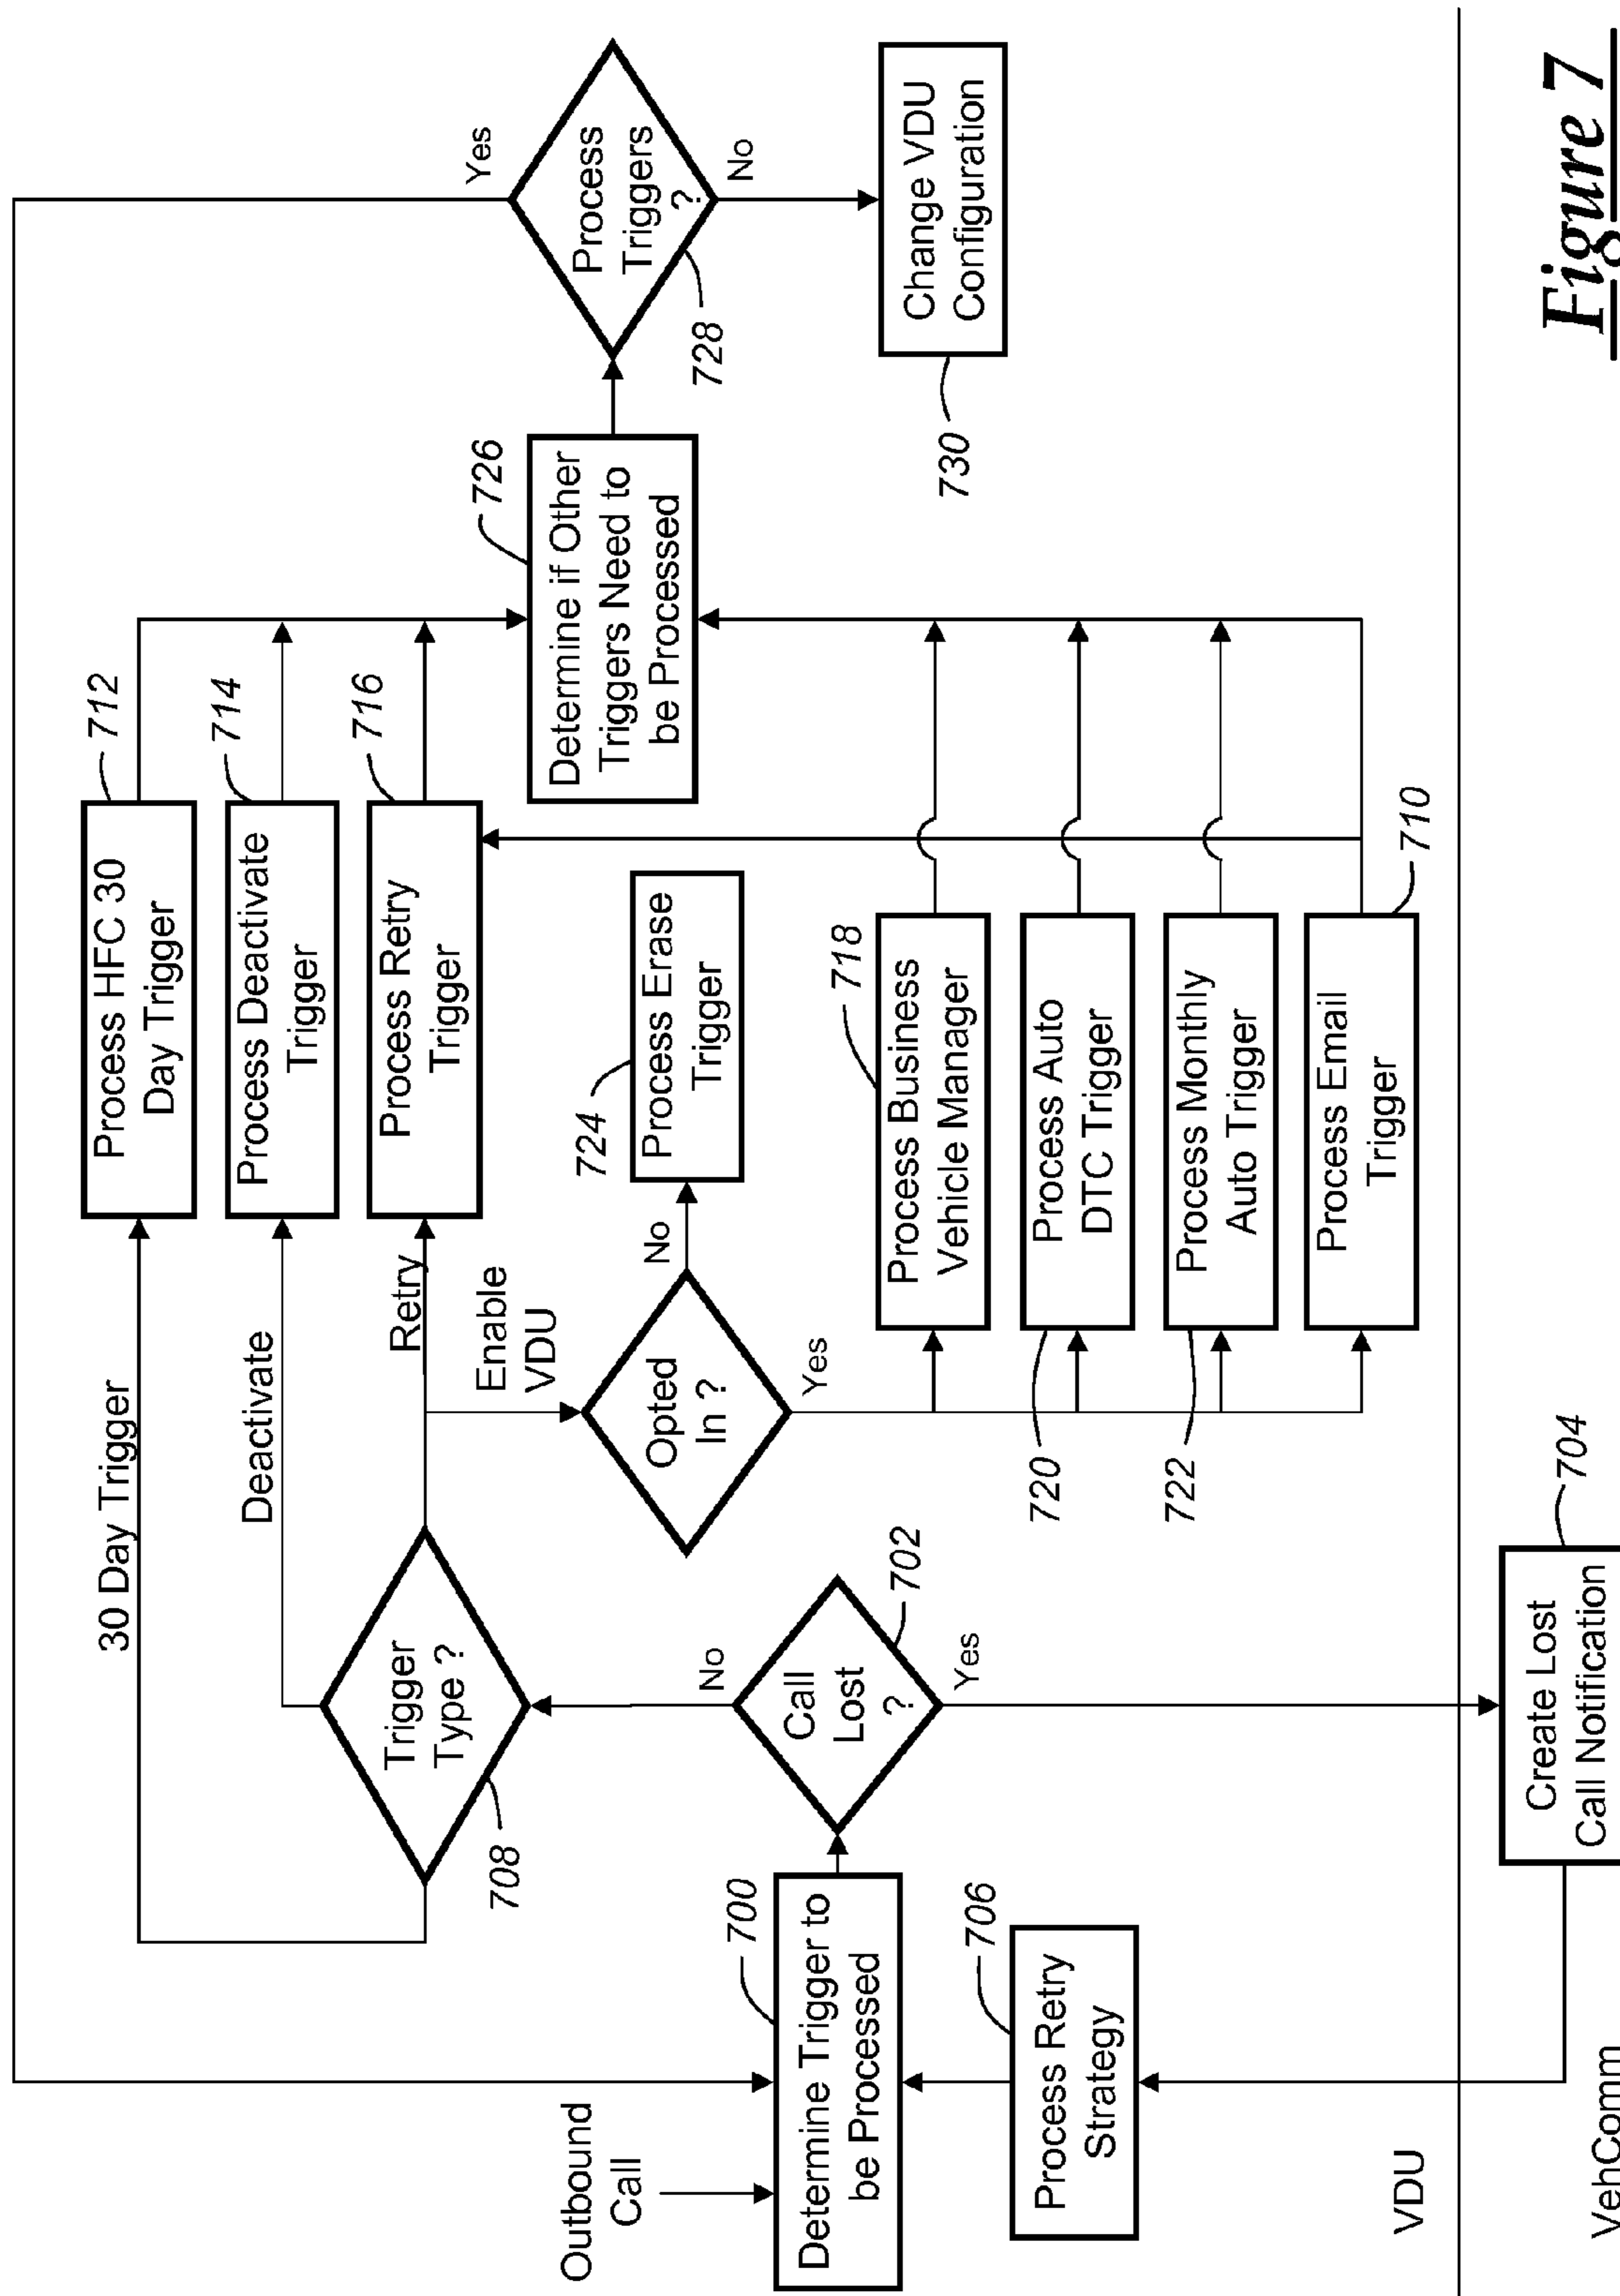 30 Day Trigger
Process HFC 30
Day Trigger
712
Deactivate
Process Deactivate
Trigger
714
Trigger
Type ?
708
Retry
Process Retry
Trigger
716
Yes
Enable
VDU
Determine if Other
Triggers Need to
be Processed
726
Process
Triggers
?
728
No
Outbound
Call
Opted
In ?
No
Yes
Process Erase
Trigger
724
Determine Trigger to
be Processed
700
Call
Lost
?
702
No
Yes
Process Business
Vehicle Manager
718
Change VDU
Configuration
730
Process Retry
Strategy
706
Process Auto
DTC Trigger
720
Process Monthly
Auto Trigger
722
Process Email
Trigger
710
VDU
Create Lost
Call Notification
704
VehComm
Figure 7